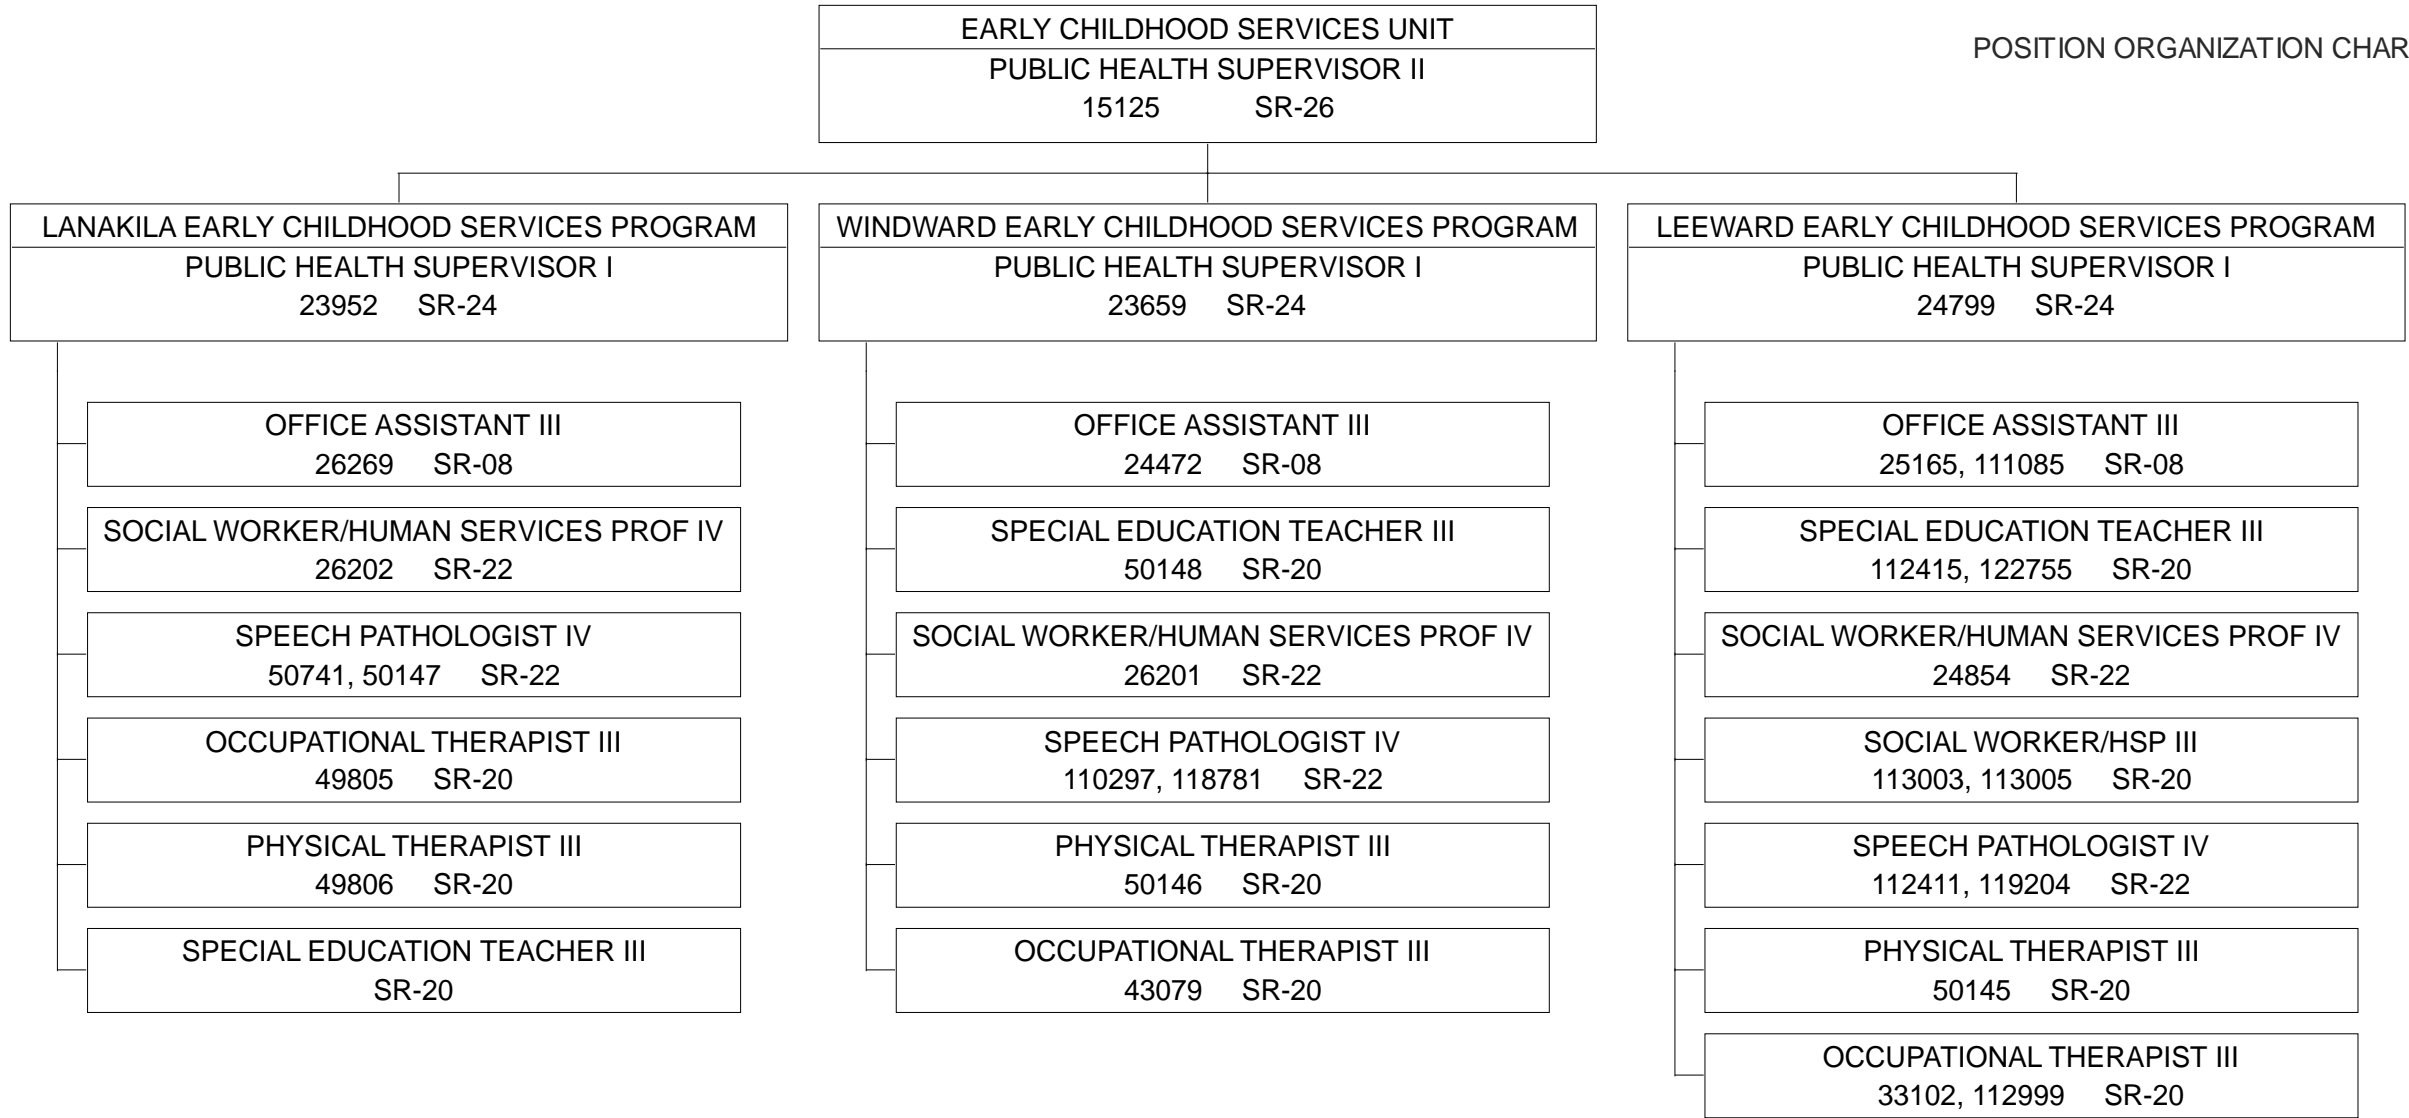 POSITION ORGANIZATION CHAR
EARLY CHILDHOOD SERVICES UNIT
PUBLIC HEALTH SUPERVISOR II
15125 SR-26
LANAKILA EARLY CHILDHOOD SERVICES PROGRAM
PUBLIC HEALTH SUPERVISOR I
23952 SR-24
OFFICE ASSISTANT III
26269 SR-08
SOCIAL WORKER/HUMAN SERVICES PROF IV
26202 SR-22
SPEECH PATHOLOGIST IV
50741, 50147 SR-22
OCCUPATIONAL THERAPIST III
49805 SR-20
PHYSICAL THERAPIST III
49806 SR-20
SPECIAL EDUCATION TEACHER III
SR-20
WINDWARD EARLY CHILDHOOD SERVICES PROGRAM
PUBLIC HEALTH SUPERVISOR I
23659 SR-24
OFFICE ASSISTANT III
24472 SR-08
SPECIAL EDUCATION TEACHER III
50148 SR-20
SOCIAL WORKER/HUMAN SERVICES PROF IV
26201 SR-22
SPEECH PATHOLOGIST IV
110297, 118781 SR-22
PHYSICAL THERAPIST III
50146 SR-20
OCCUPATIONAL THERAPIST III
43079 SR-20
LEEWARD EARLY CHILDHOOD SERVICES PROGRAM
PUBLIC HEALTH SUPERVISOR I
24799 SR-24
OFFICE ASSISTANT III
25165, 111085 SR-08
SPECIAL EDUCATION TEACHER III
112415, 122755 SR-20
SOCIAL WORKER/HUMAN SERVICES PROF IV
24854 SR-22
SOCIAL WORKER/HSP III
113003, 113005 SR-20
SPEECH PATHOLOGIST IV
112411, 119204 SR-22
PHYSICAL THERAPIST III
50145 SR-20
OCCUPATIONAL THERAPIST III
33102, 112999 SR-20